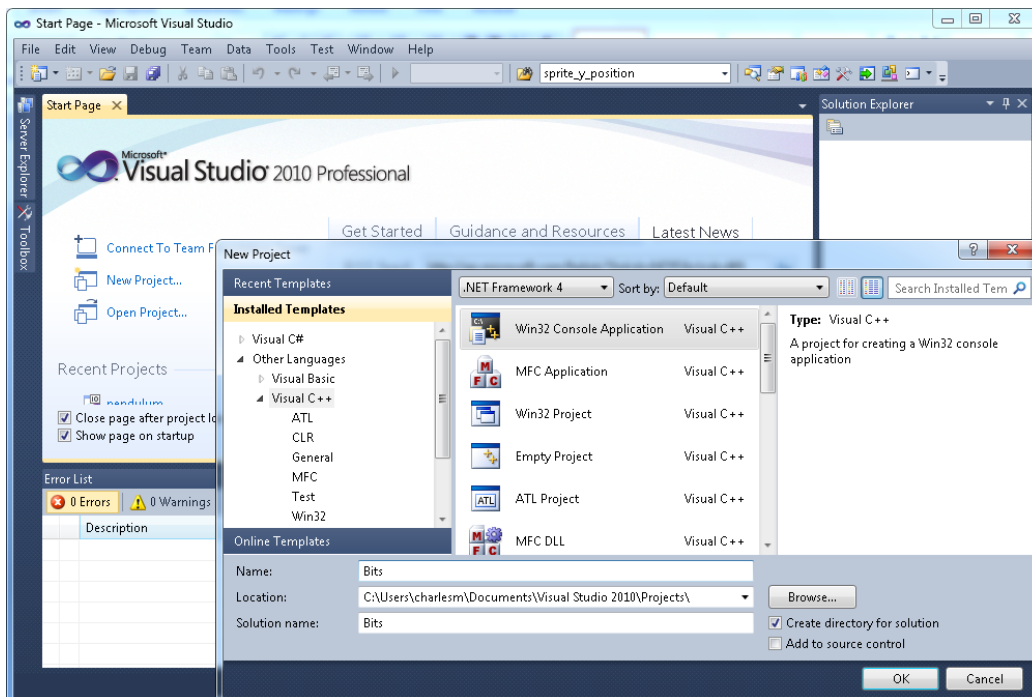 Start Page - Microsoft Visual Studio
File Edit View Debug Team Data Tools Test Window Help
sprite_y_position
Server Explorer
Toolbox
Start Page
Solution Explorer
Microsoft®
Visual Studio® 2010 Professional
Get Started Guidance and Resources Latest News
Connect To Team F
New Project...
Open Project...
Recent Projects
pendulum
Close page after project lo
Show page on startup
Error List
0 Errors 0 Warnings
Description
New Project
Recent Templates
Installed Templates
Visual C#
Other Languages
Visual Basic
Visual C++
ATL
CLR
General
MFC
Test
Win32
Online Templates
.NET Framework 4 Sort by: Default
Search Installed Tem
Win32 Console Application Visual C++
MFC Application Visual C++
Win32 Project Visual C++
Empty Project Visual C++
ATL Project Visual C++
MFC DLL Visual C++
Type: Visual C++
A project for creating a Win32 console
application
Name: Bits
Location: C:\Users\charlesm\Documents\Visual Studio 2010\Projects\
Browse...
Solution name: Bits
Create directory for solution
Add to source control
OK Cancel